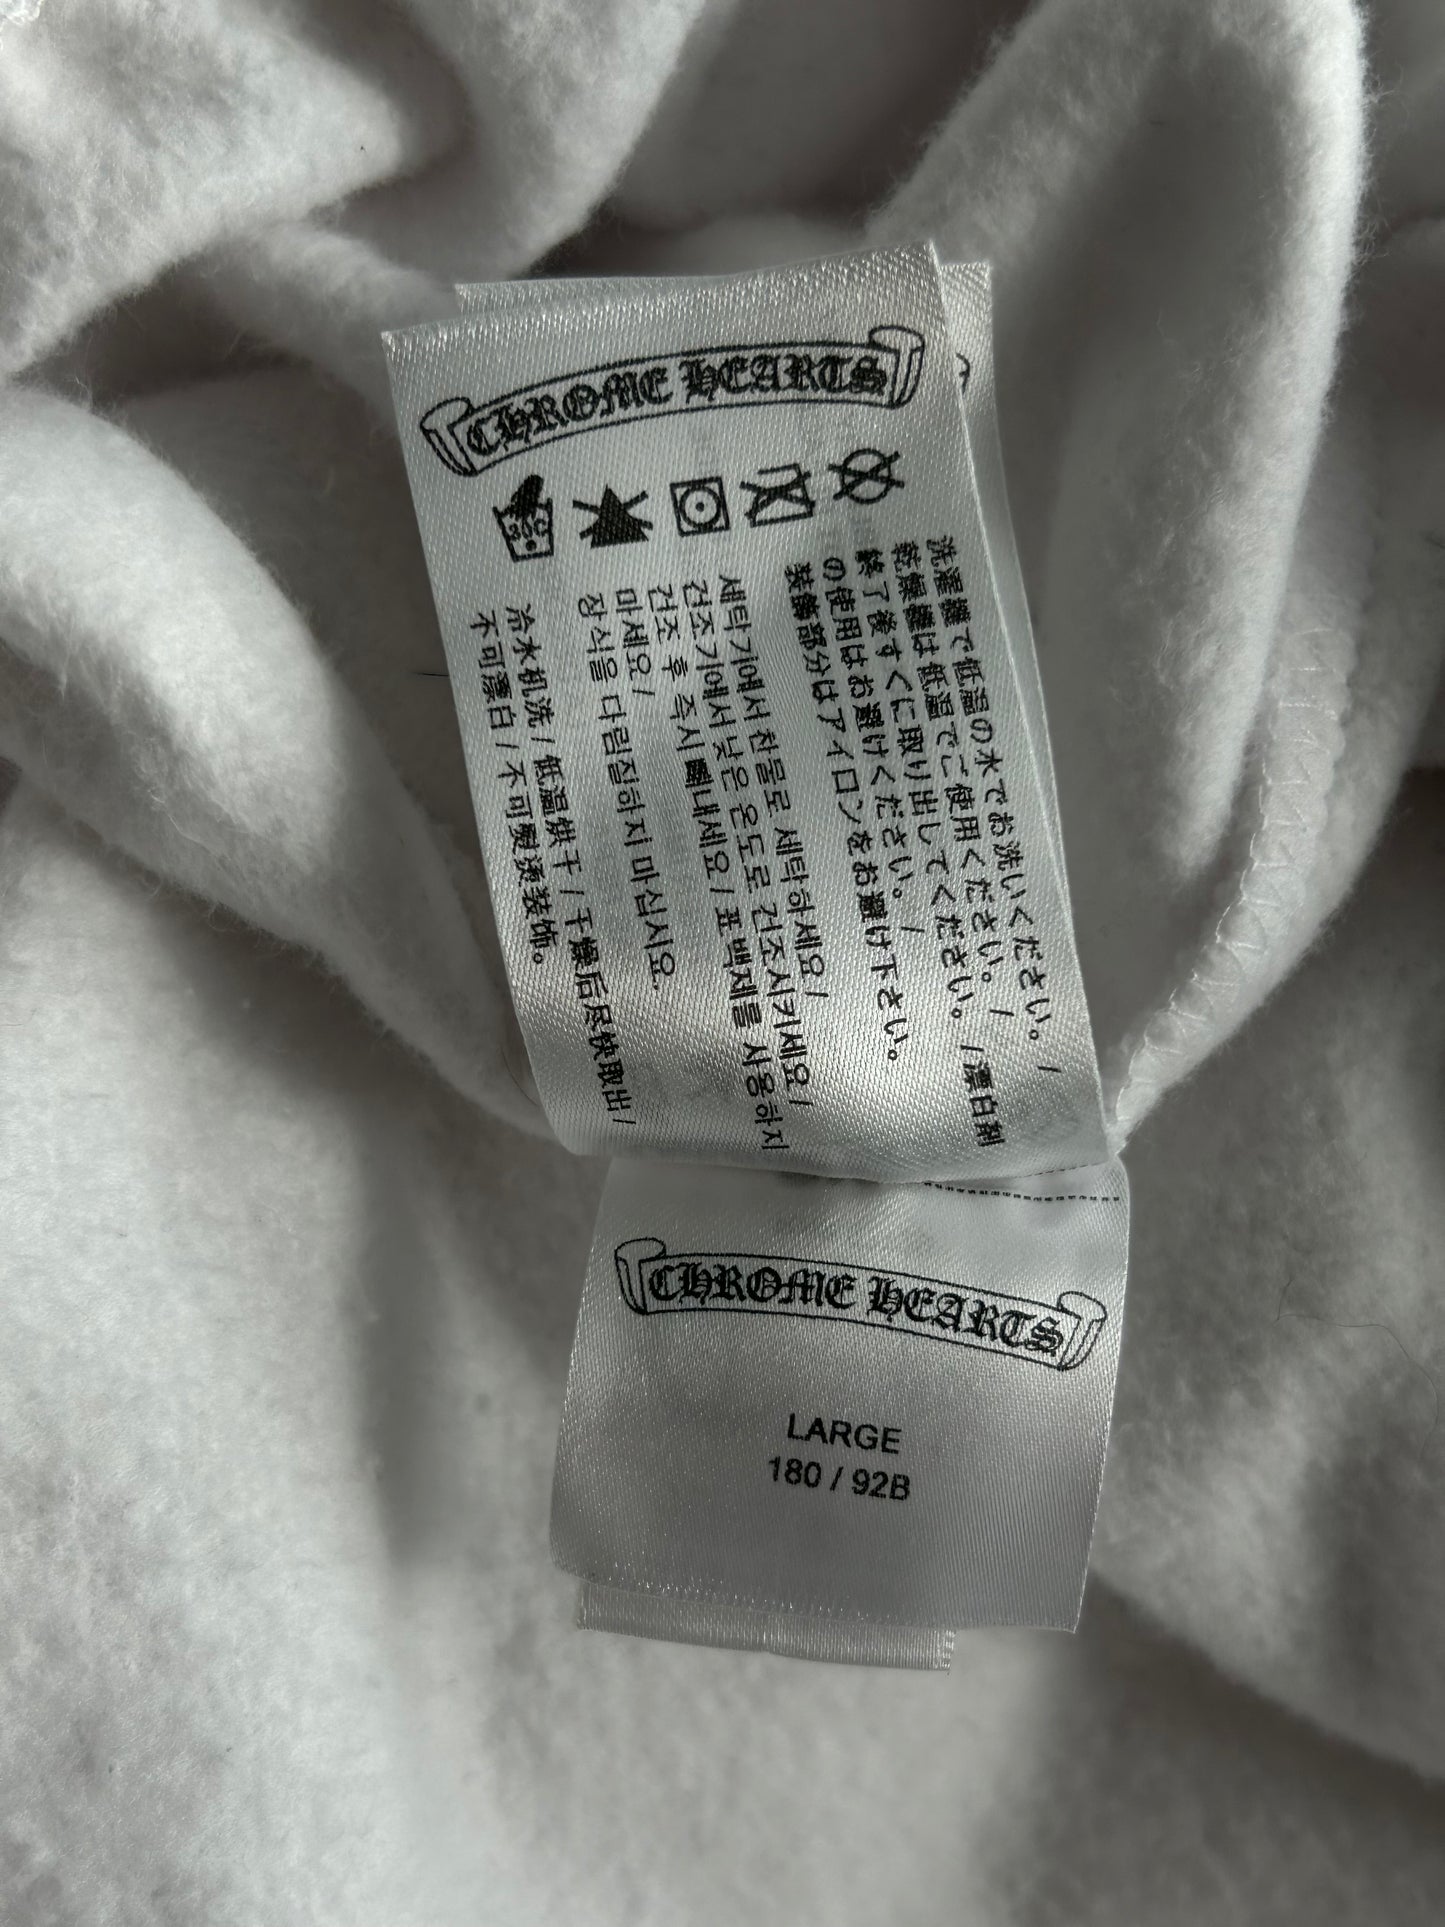 CHROME HEARTS
洗濯機で低温の水でお洗いください。 /
乾燥機は低温でご使用ください。 /
終了後すぐに取り出してください。 /漂白剤
の使用はお避けください。 /
装飾部分はアイロンをお避け下さい。
세탁기에서 찬물로 세탁하세요 /
건조기에서 낮은 온도로 건조시키세요 /
건조 후 즉시 빼내세요 / 표백제를 사용하지
마세요 /
장식을 다림질하지 마십시오.
冷水机洗 / 低温烘干 / 干燥后尽快取出 /
不可漂白 / 不可熨烫装饰。
CHROME HEARTS
LARGE
180 / 92B